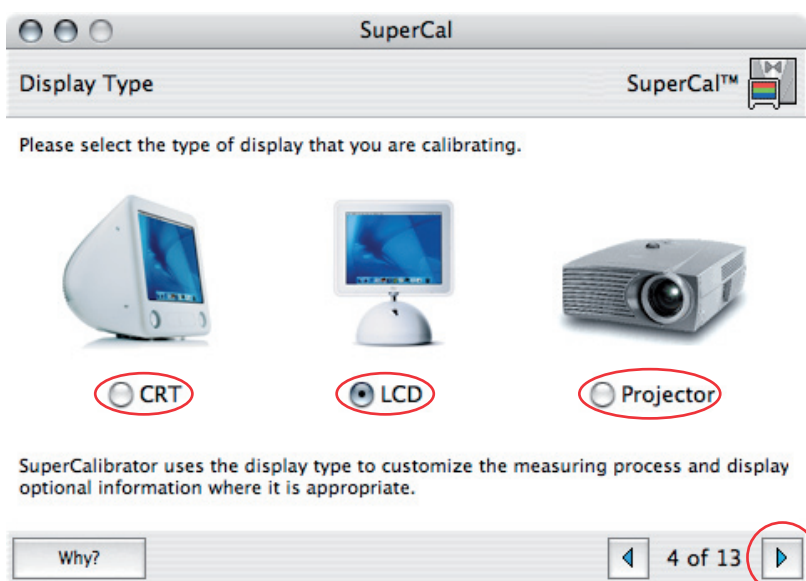 SuperCal
Display Type
SuperCal™
Please select the type of display that you are calibrating.
CRT
LCD
Projector
SuperCalibrator uses the display type to customize the measuring process and display
optional information where it is appropriate.
Why?
4 of 13